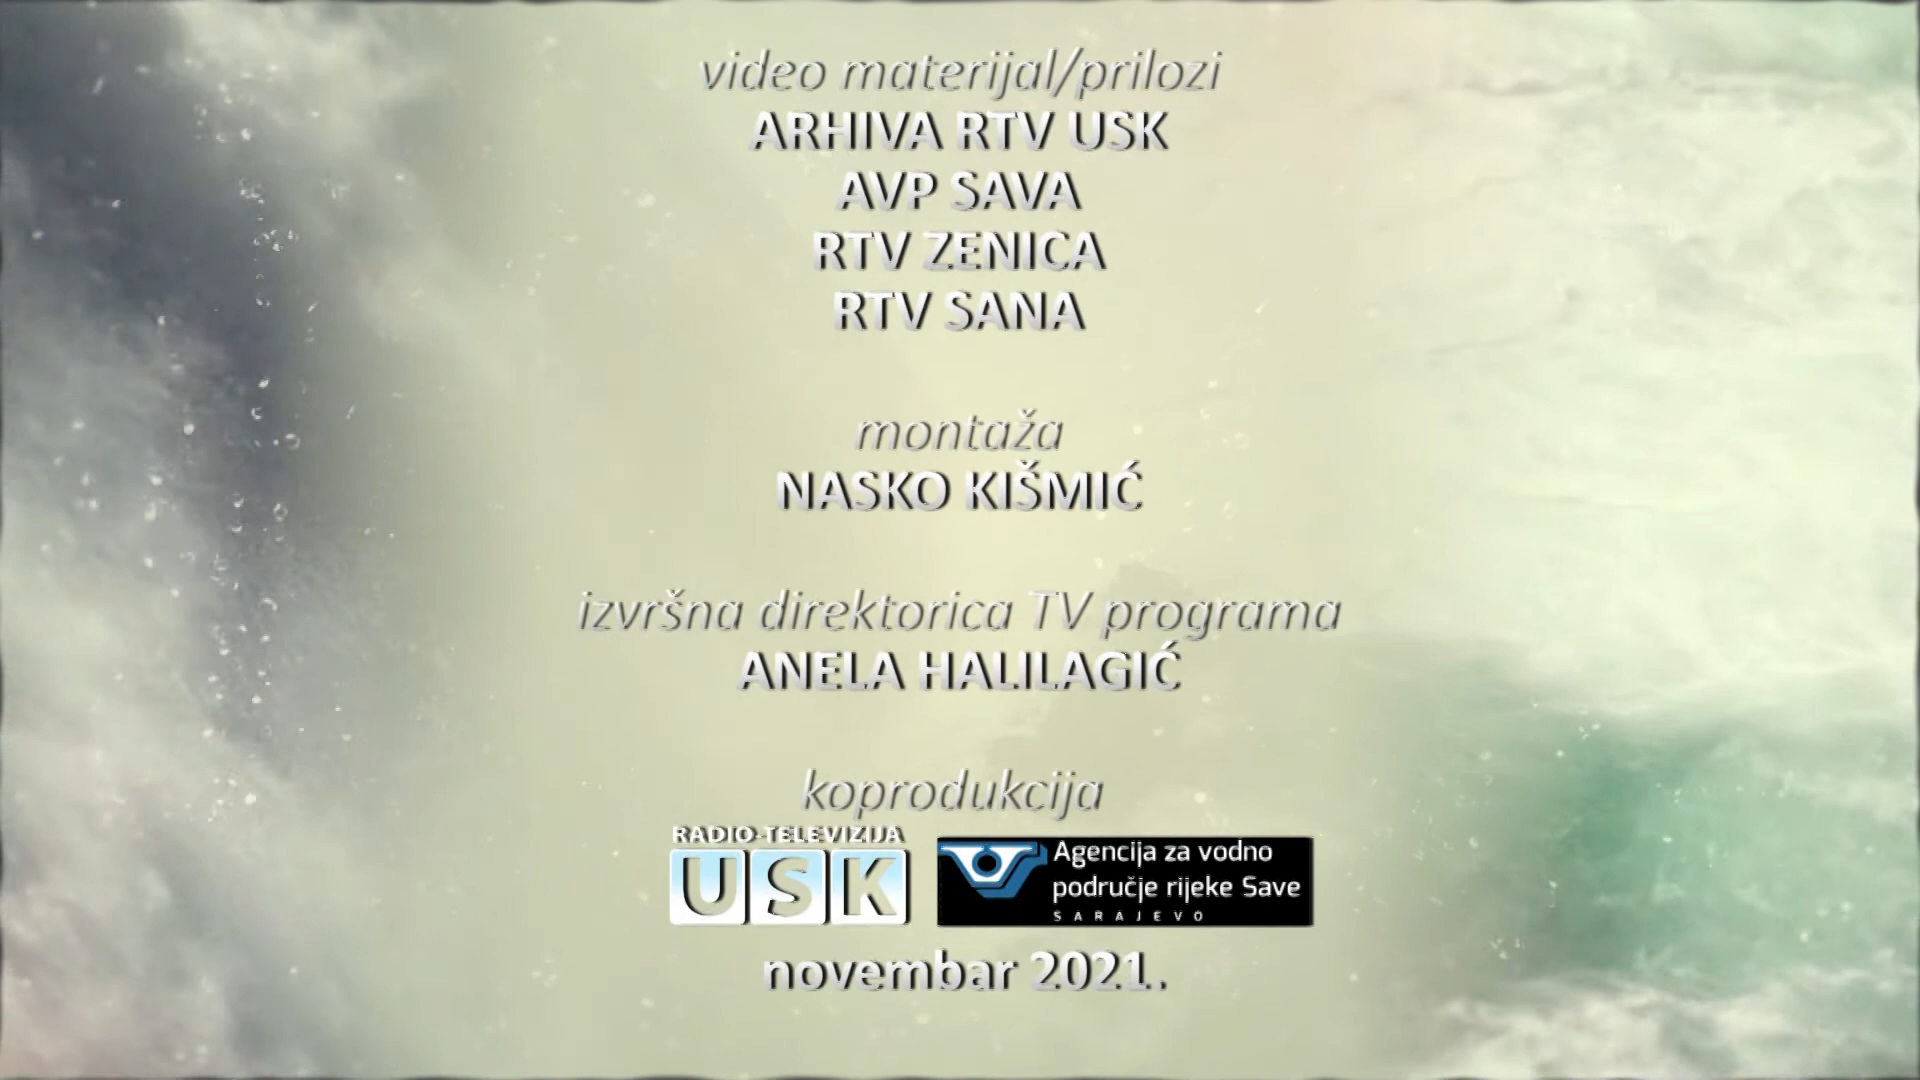 video materijal/prilozi
ARHIVA RTV USK
AVP SAVA
RTV ZENICA
RTV SANA
montaža
NASKO KIŠMIĆ
izvršna direktorica TV programa
ANELA HALILAGIĆ
koprodukcija
RADIO-TELEVIZIJA
USK
Agencija za vodno
područje rijeke Save
SARAJEVO
novembar 2021.